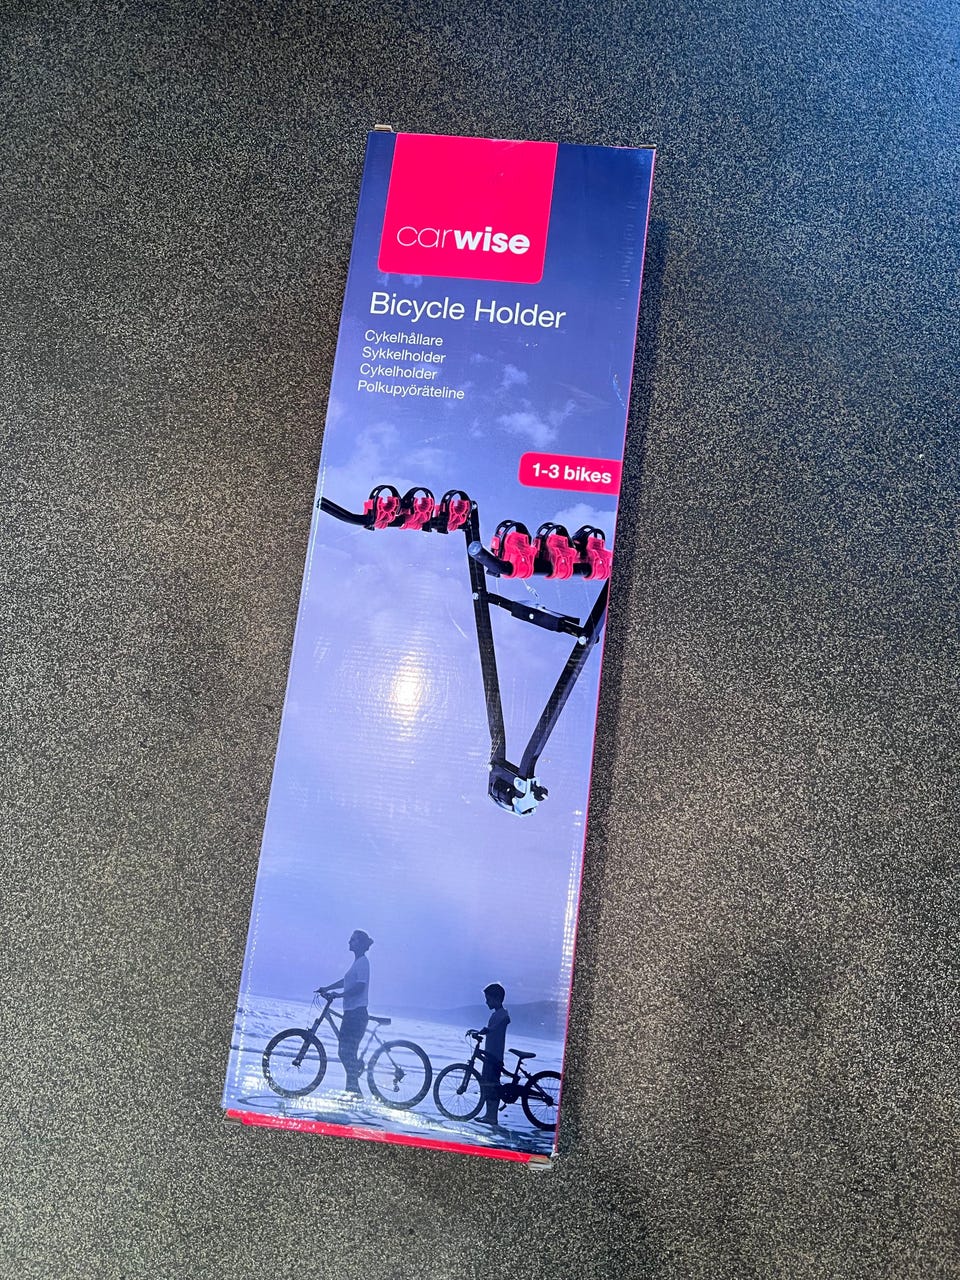 carwise
Bicycle Holder
Cykelhållare
Sykkelholder
Cykelholder
Polkupyöräteline
1-3 bikes